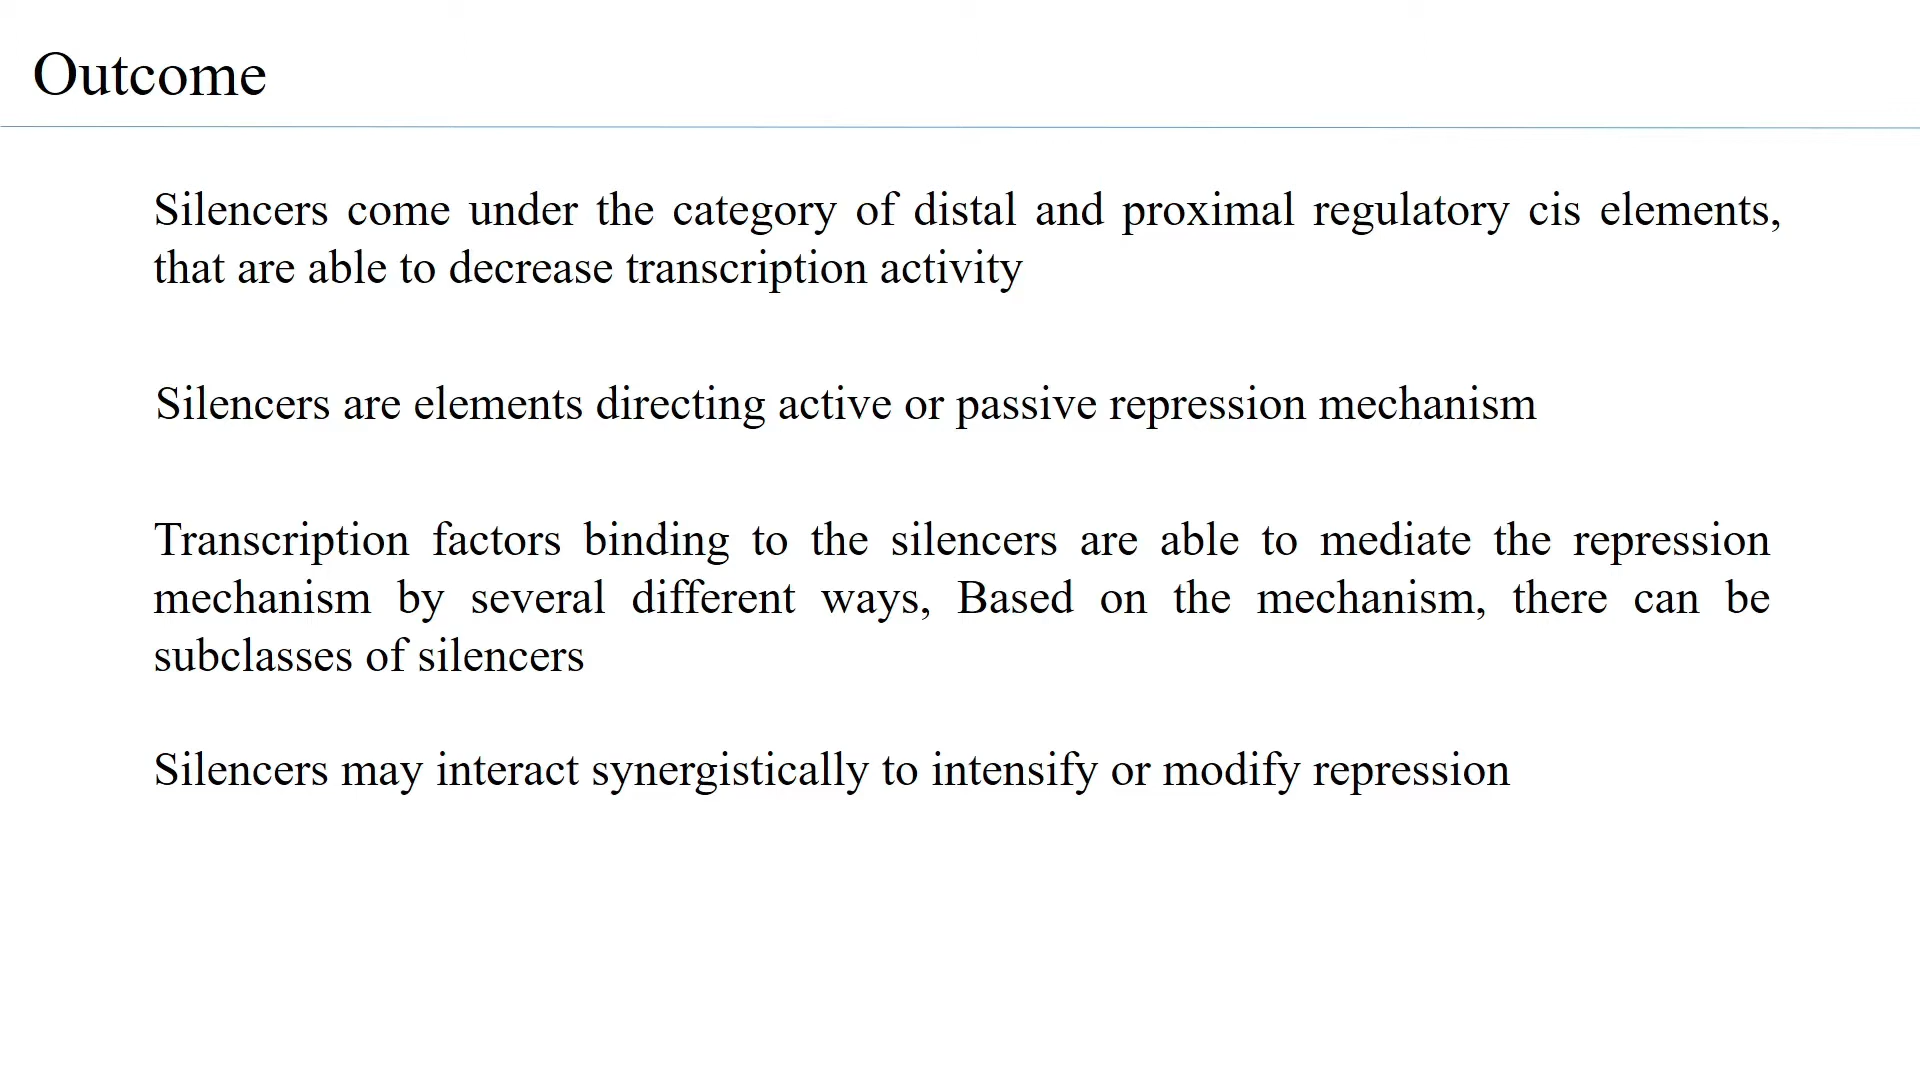 Outcome
Silencers come under the category of distal and proximal regulatory cis elements,
that are able to decrease transcription activity
Silencers are elements directing active or passive repression mechanism
Transcription factors binding to the silencers are able to mediate the repression
mechanism by several different ways, Based on the mechanism, there can be
subclasses of silencers
Silencers may interact synergistically to intensify or modify repression